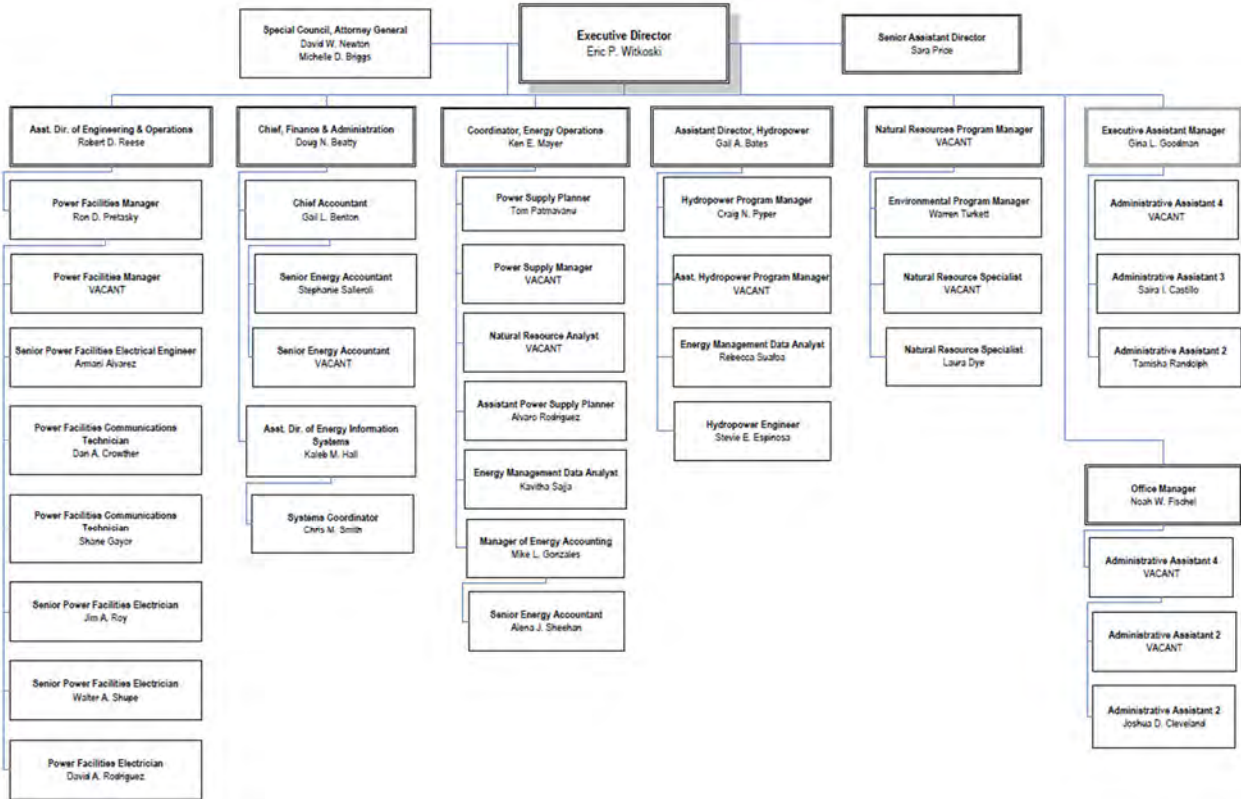 Special Council, Attorney General
David W. Newton
Michelle D. Briggs
Executive Director
Eric P. Witkoski
Senior Assistant Director
Sara Price
Asst. Dir. of Engineering & Operations
Robert D. Reese
Chief, Finance & Administration
Doug N. Beatty
Coordinator, Energy Operations
Ken E. Mayer
Assistant Director, Hydropower
Gail A. Bates
Natural Resources Program Manager
VACANT
Executive Assistant Manager
Gina L. Goodman
Power Facilities Manager
Ron D. Pretasky
Power Facilities Manager
VACANT
Senior Power Facilities Electrical Engineer
Armani Alvarez
Power Facilities Communications
Technician
Dan A. Crowther
Power Facilities Communications
Technician
Shane Gayor
Senior Power Facilities Electrician
Jim A. Roy
Senior Power Facilities Electrician
Walter A. Shupe
Power Facilities Electrician
David A. Rodriguez
Chief Accountant
Gail L. Benton
Senior Energy Accountant
Stephanie
Senior Energy Accountant
VACANT
Asst. Dir. of Energy Information
Systems
Kaleb M. Hall
Systems Coordinator
Chris M. Smith
Power Supply Planner
Tom
Power Supply Manager
VACANT
Natural Resource Analyst
VACANT
Assistant Power Supply Planner
Alvaro Rodriguez
Energy Management Data Analyst
Kavitha Sajja
Manager of Energy Accounting
Mike L. Gonzales
Senior Energy Accountant
Alena J. Sheehan
Hydropower Program Manager
Craig N. Pyper
Asst. Hydropower Program Manager
VACANT
Energy Management Data Analyst
Rebecca Suafoa
Hydropower Engineer
Stevie E. Espinosa
Environmental Program Manager
Warren Turkett
Natural Resource Specialist
VACANT
Natural Resource Specialist
Laura Dye
Administrative Assistant 4
VACANT
Administrative Assistant 3
Saira I. Castillo
Administrative Assistant 2
Tamisha Randolph
Office Manager
Noah W. Fischel
Administrative Assistant 4
VACANT
Administrative Assistant 2
VACANT
Administrative Assistant 2
Joshua D. Cleveland